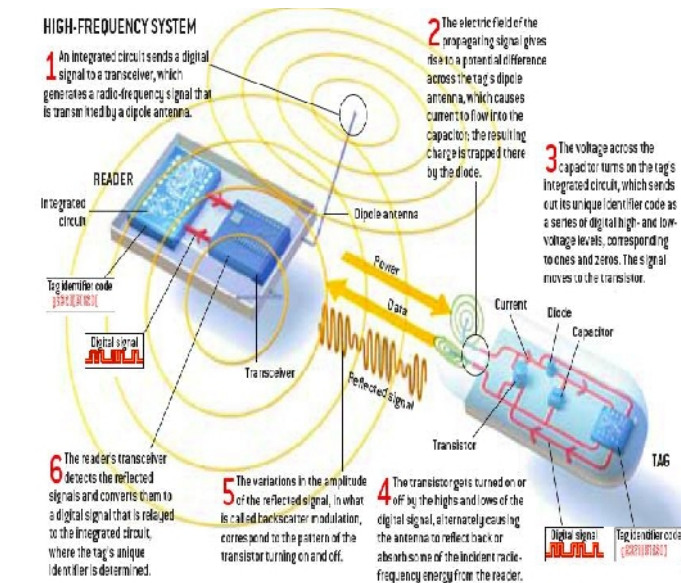 HIGH-FREQUENCY SYSTEM
1 An integrated circuit sends a digital
signal to a transceiver, which
generates a radio-frequency signal that
is transmitted by a dipole antenna.
2 The electric field of the
propagating signal gives
rise to a potential difference
across the tag's dipole
antenna, which causes
current to flow into the
capacitor; the resulting
charge is trapped there
by the diode.
3 The voltage across the
capacitor turns on the tag's
integrated circuit, which sends
out its unique identifier code as
a series of digital high- and low-
voltage levels, corresponding
to ones and zeros. The signal
moves to the transistor.
READER
Integrated
circuit
Dipole antenna
Tag identifier code
Digital signal
Transceiver
Power
Data
Reflected signal
Current
Diode
Capacitor
Transistor
TAG
Digital signal
Tag identifier code
6 The reader's transceiver
detects the reflected
signals and converts them to
a digital signal that is relayed
to the integrated circuit,
where the tag's unique
identifier is determined.
5 The variations in the amplitude
of the reflected signal, in what
is called backscatter modulation,
correspond to the pattern of the
transistor turning on and off.
4 The transistor gets turned on or
off by the highs and lows of the
digital signal, alternately causing
the antenna to reflect back or
absorb some of the incident radio-
frequency energy from the reader.